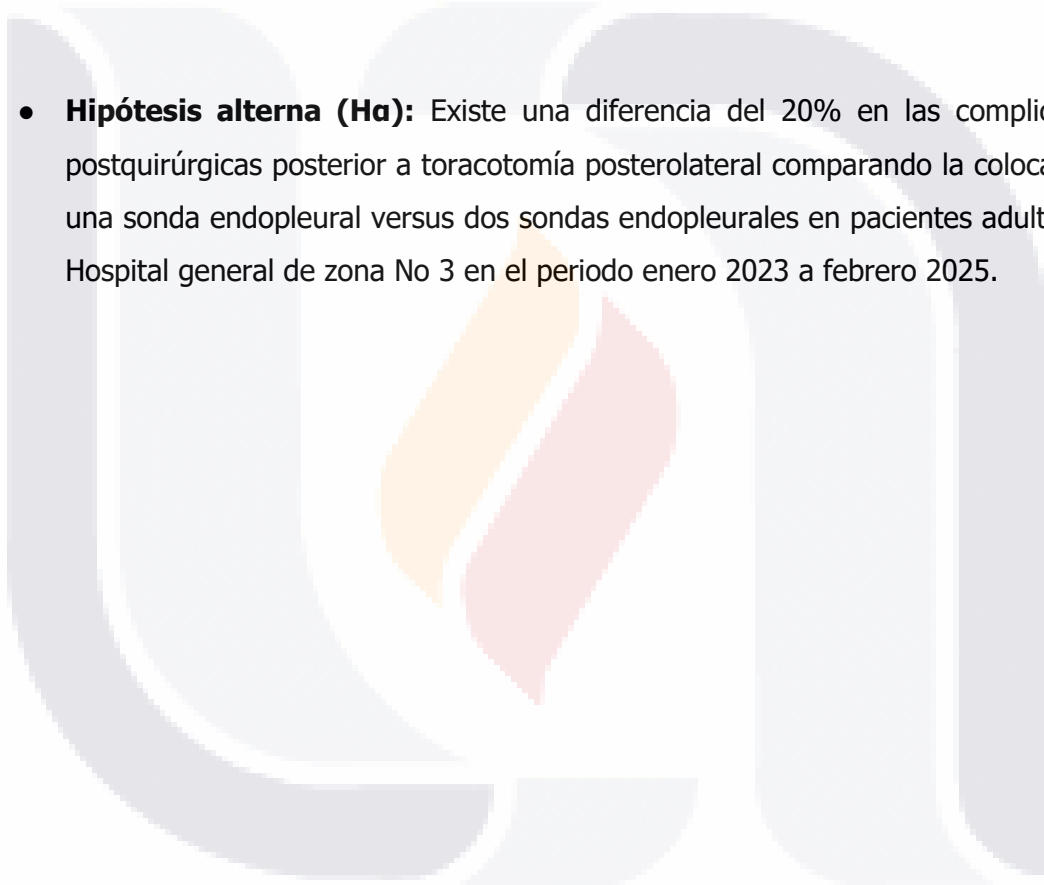 ● Hipótesis alterna (Hα): Existe una diferencia del 20% en las complic
postquirúrgicas posterior a toracotomía posterolateral comparando la coloca
una sonda endopleural versus dos sondas endopleurales en pacientes adult
Hospital general de zona No 3 en el periodo enero 2023 a febrero 2025.